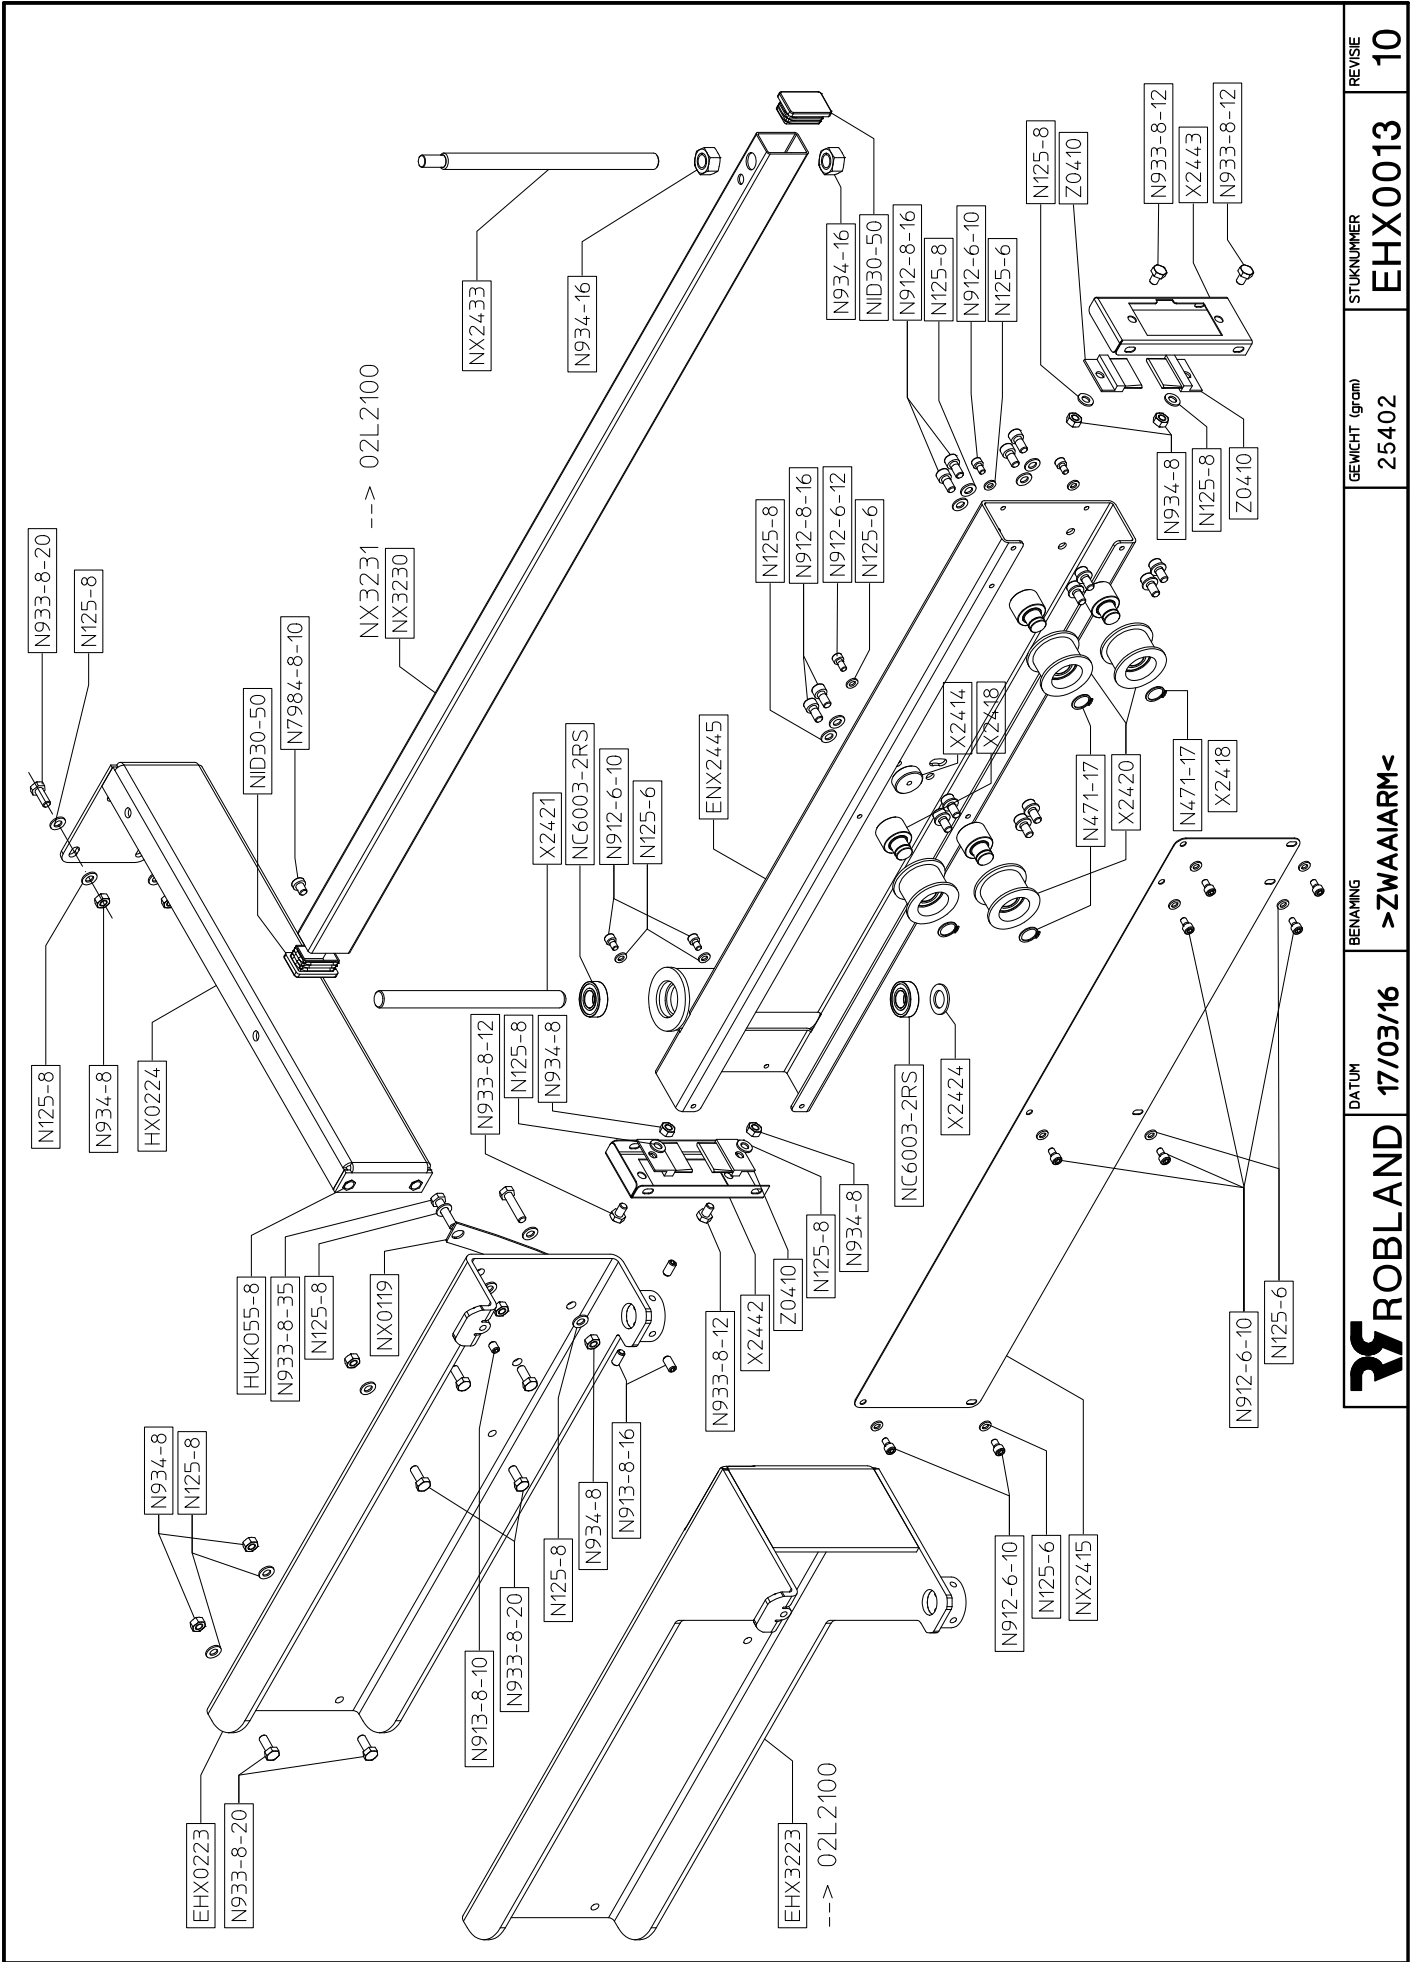 N125-8
N934-8
HX0224
N933-8-20
N125-8
NID30-50
N7984-8-10
NX3231 --> 02L2100
NX3230
NX2433
N934-16
EHX0223
N933-8-20
N934-8
N125-8
HUK055-8
N933-8-35
N125-8
NX0119
N933-8-12
N125-8
N934-8
X2421
NC6003-2RS
N912-6-10
N125-6
ENX2445
N125-8
N912-8-16
N912-6-12
N125-6
N934-16
NID30-50
N912-8-16
N125-8
N912-6-10
N125-6
N125-8
Z0410
N933-8-12
X2443
N933-8-12
N913-8-10
N933-8-20
N125-8
N934-8
N913-8-16
N933-8-12
X2442
Z0410
N125-8
N934-8
NC6003-2RS
X2424
X2414
X2418
N471-17
X2420
N471-17
X2418
N934-8
N125-8
Z0410
EHX3223
--> 02L2100
N912-6-10
N125-6
NX2415
N912-6-10
N125-6
ROBLAND
DATUM
17/03/16
BENAMING
>ZWAAIARM<
GEWICHT (gram)
25402
STUKNUMMER
EHX0013
REVISIE
10